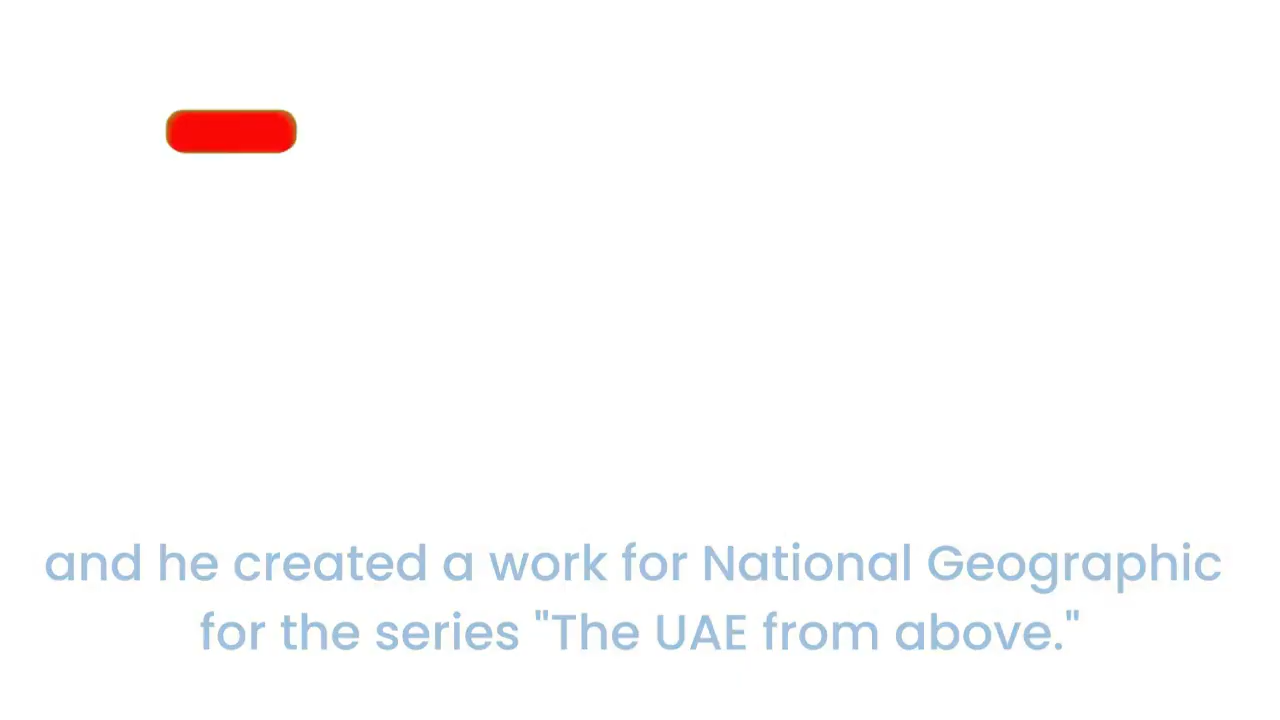 and he created a work for National Geographic
for the series "The UAE from above."